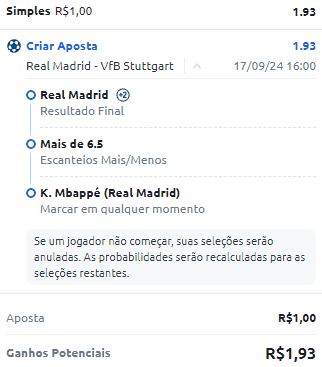 Simples R$1,00 1.93
Criar Aposta 1.93
Real Madrid - VfB Stuttgart 17/09/24 16:00
Real Madrid +2
Resultado Final
Mais de 6.5
Escanteios Mais/Menos
K. Mbappé (Real Madrid)
Marcar em qualquer momento
Se um jogador não começar, suas seleções serão
anuladas. As probabilidades serão recalculadas para as
seleções restantes.
Aposta R$1,00
Ganhos Potenciais R$1,93